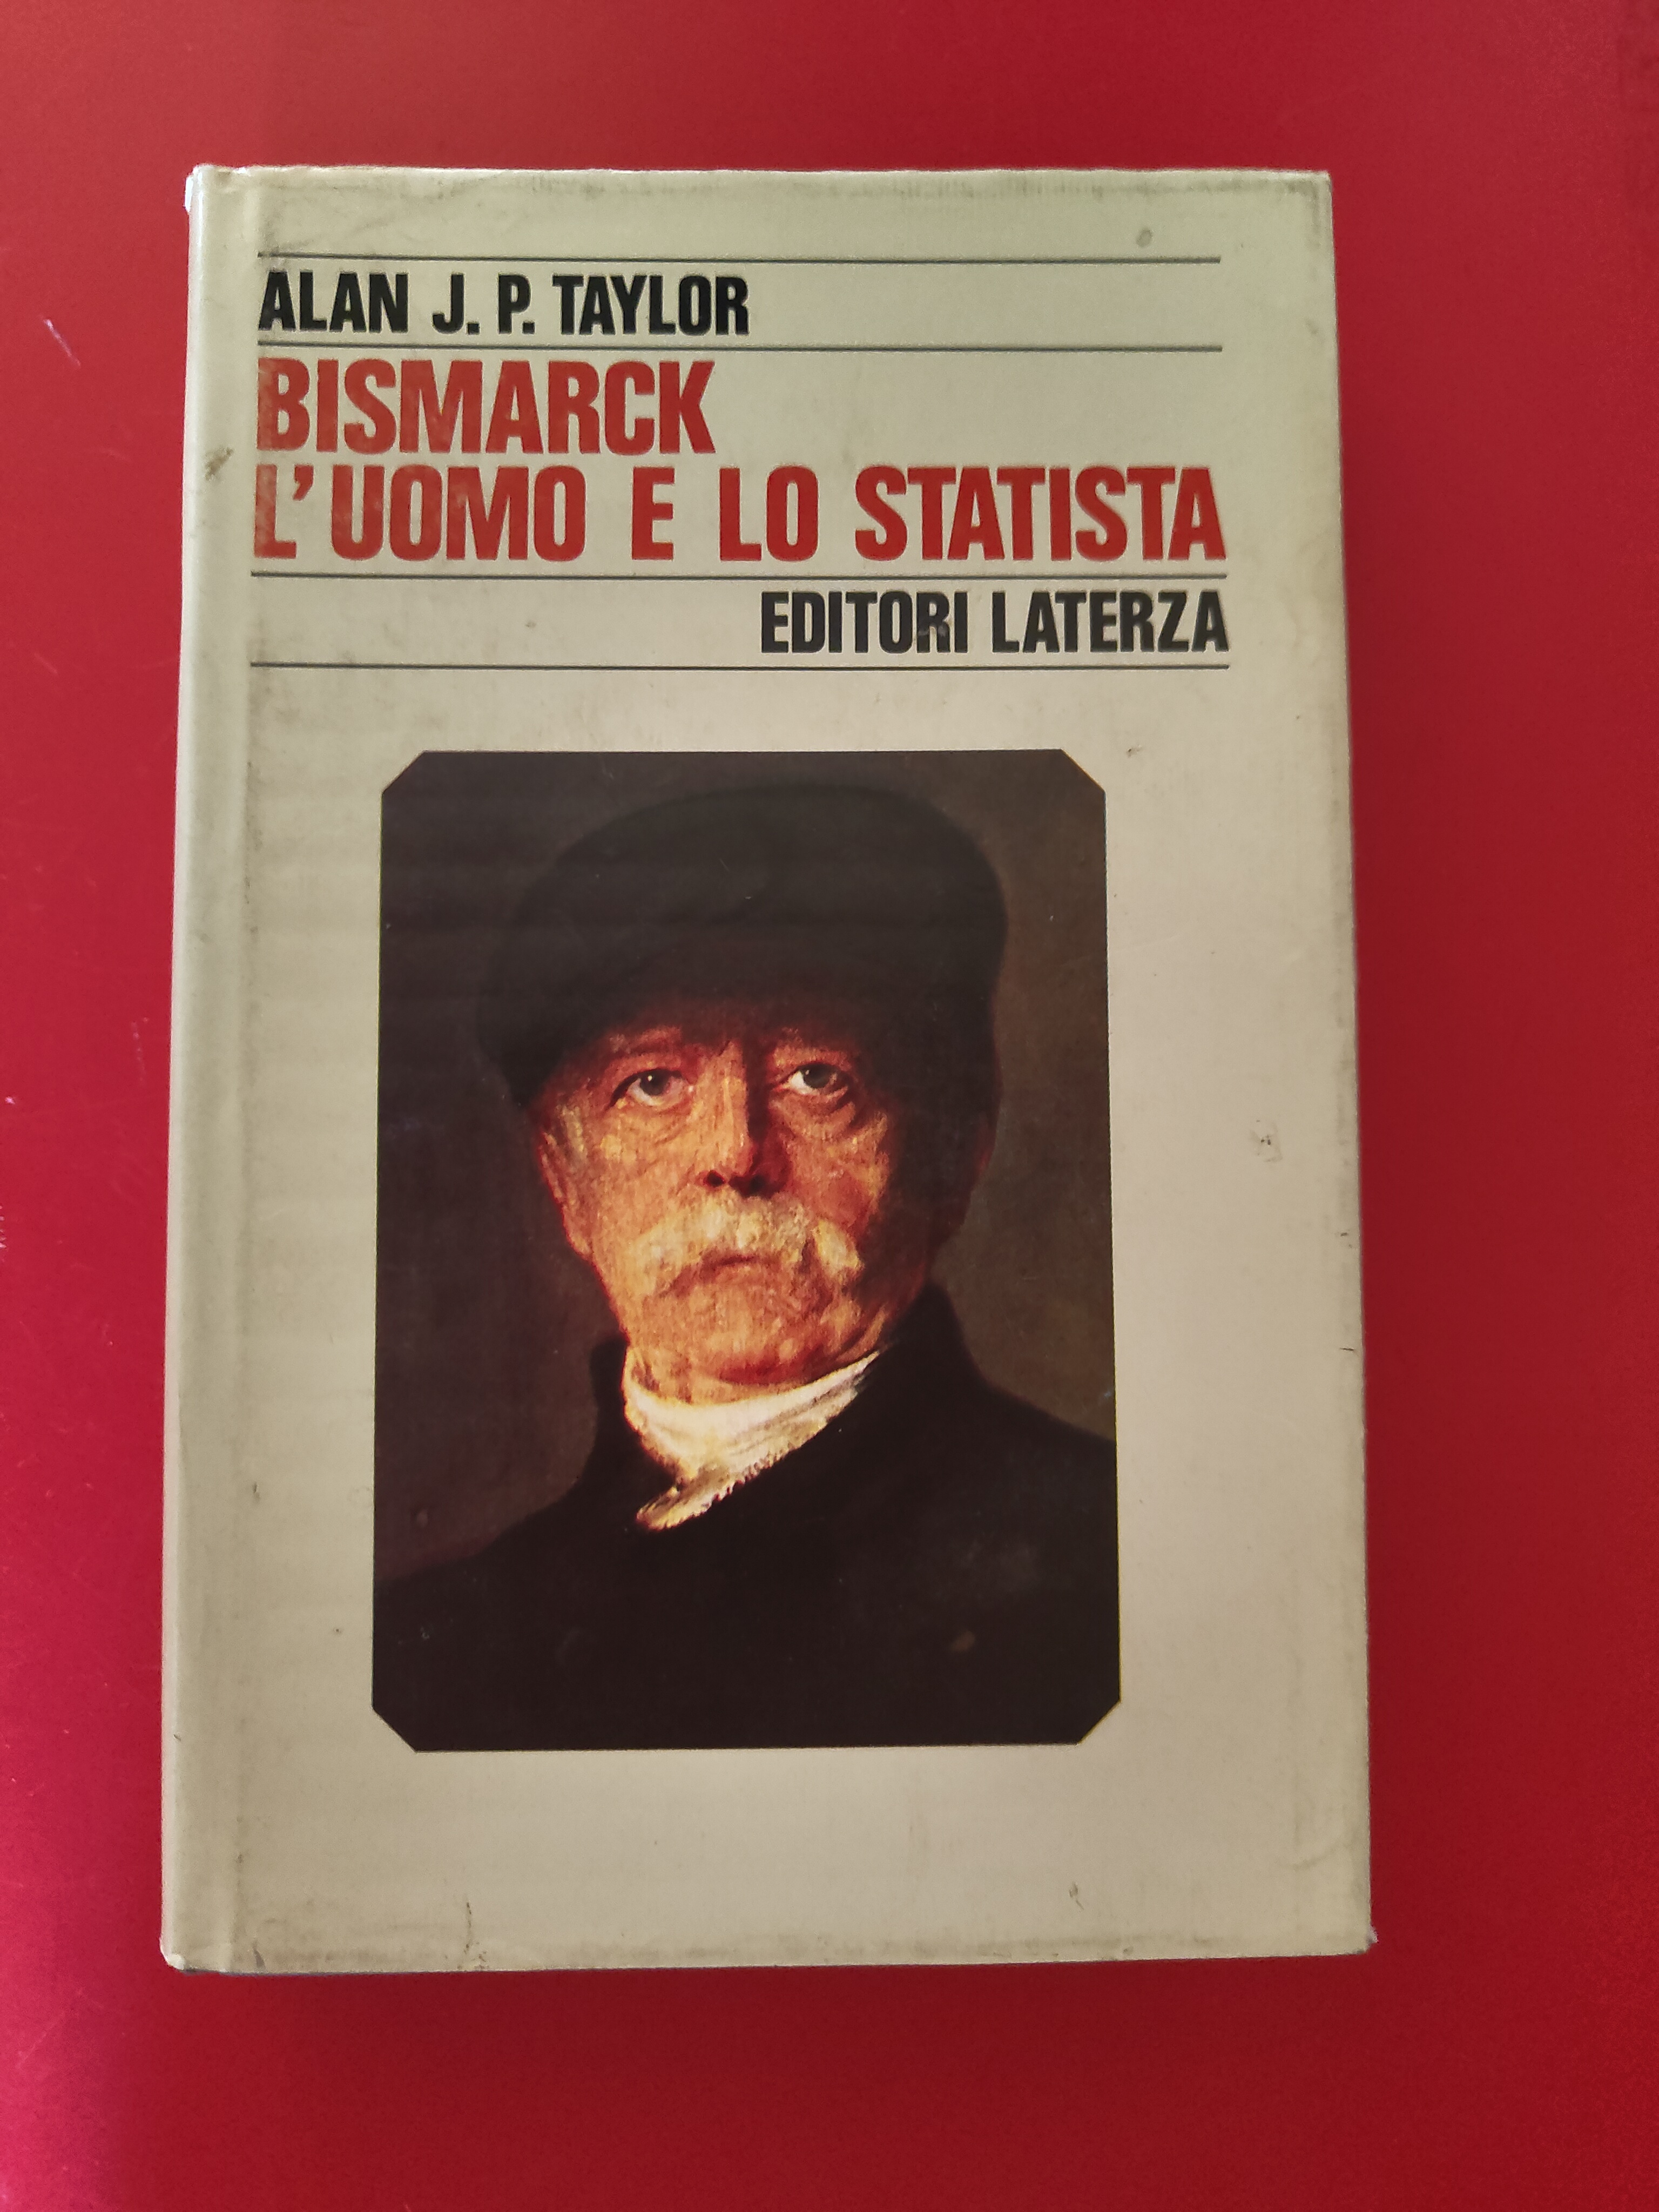 ALAN J. P. TAYLOR
BISMARCK
L'UOMO E LO STATISTA
EDITORI LATERZA